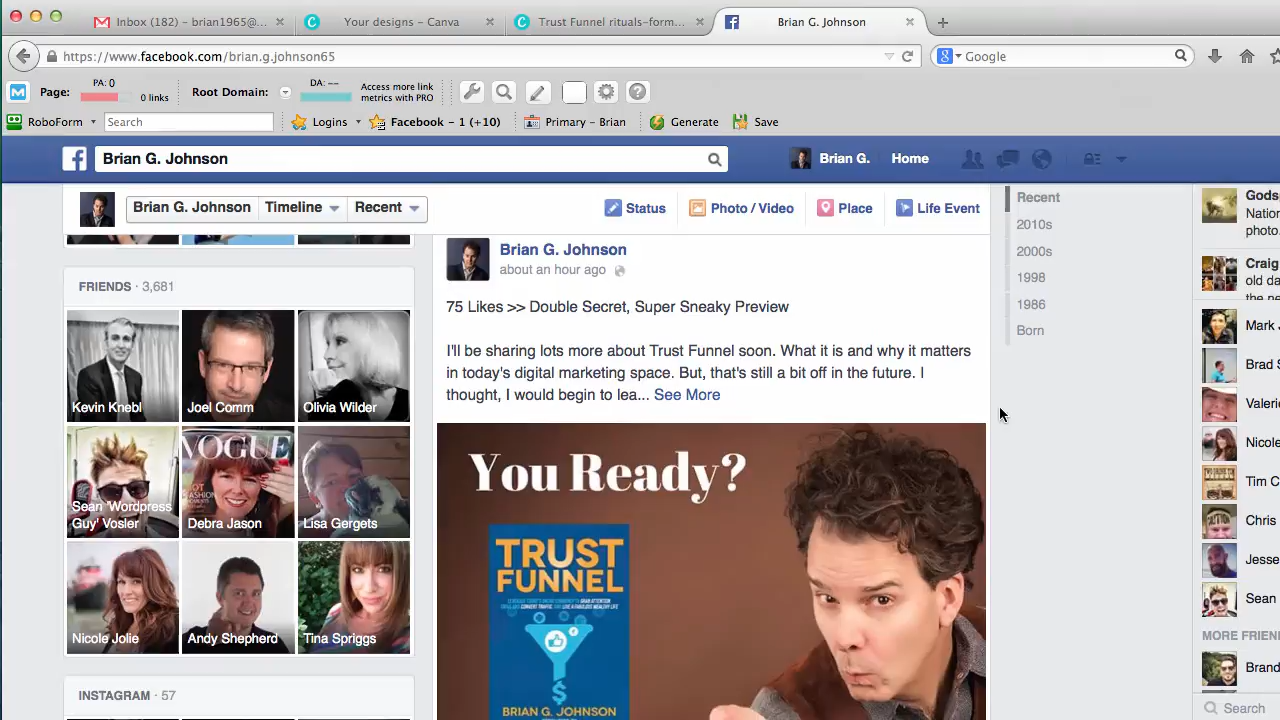 Inbox (182) - brian1965@...
Your designs - Canva
Trust Funnel rituals-form...
Brian G. Johnson
https://www.facebook.com/brian.g.johnson65
Google
Page:
PA: 0
0 links
Root Domain:
DA: --
Access more link
metrics with PRO
RoboForm
Search
Logins
Facebook - 1 (+10)
Primary - Brian
Generate
Save
Brian G. Johnson
Brian G.
Home
Brian G. Johnson
Timeline
Recent
Status
Photo / Video
Place
Life Event
FRIENDS · 3,681
Kevin Knebl
Joel Comm
Olivia Wilder
Sean 'Wordpress
Guy' Vosler
VOGUE
Debra Jason
Lisa Gergets
Nicole Jolie
Andy Shepherd
Tina Spriggs
INSTAGRAM · 57
Brian G. Johnson
about an hour ago
75 Likes >> Double Secret, Super Sneaky Preview
I'll be sharing lots more about Trust Funnel soon. What it is and why it matters
in today's digital marketing space. But, that's still a bit off in the future. I
thought, I would begin to lea... See More
You Ready?
TRUST
FUNNEL
BRIAN G. JOHNSON
Recent
2010s
2000s
1998
1986
Born
Gods
Nation
photo.
Craig
old da
Mark
Brad S
Valerie
Nicole
Tim C
Chris
Jesse
Sean
MORE FRIEN
Brand
Search